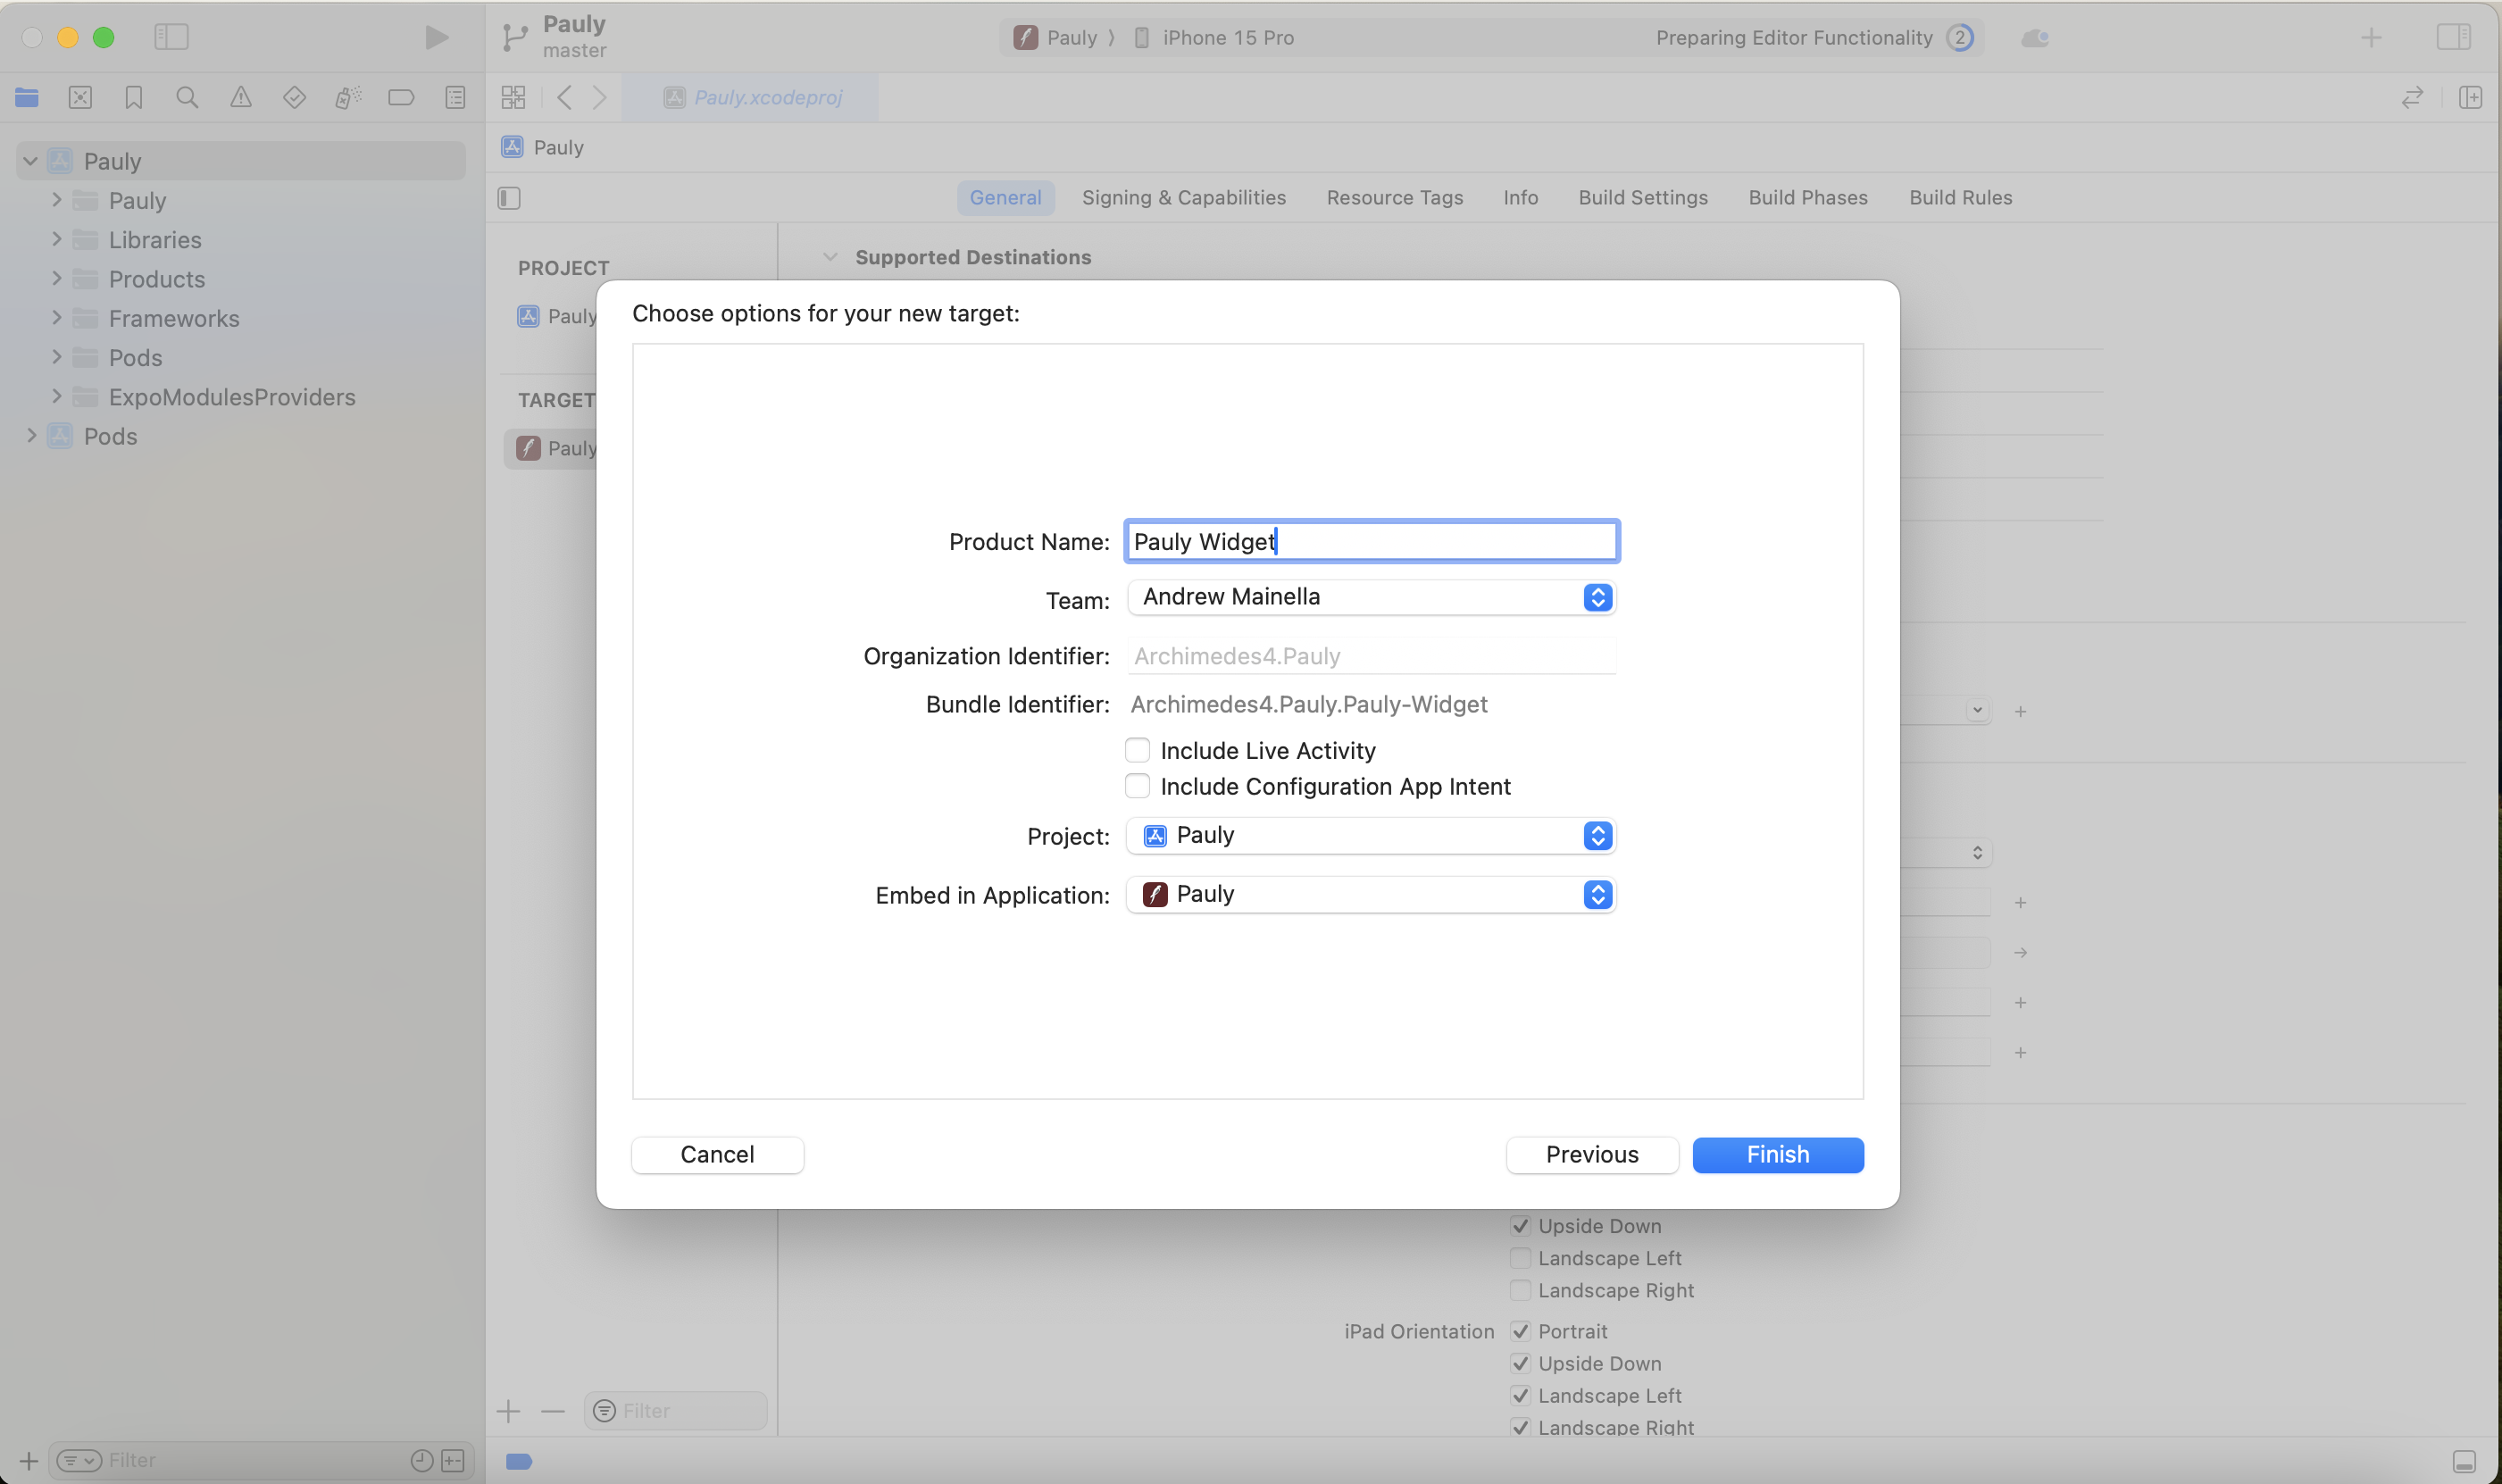 Pauly
master
Pauly
iPhone 15 Pro
Preparing Editor Functionality
2
Pauly.xcodeproj
Pauly
Pauly
Libraries
Products
Frameworks
Pods
ExpoModulesProviders
Pods
Pauly
General
Signing & Capabilities
Resource Tags
Info
Build Settings
Build Phases
Build Rules
PROJECT
Pauly
TARGET
Pauly
Supported Destinations
Choose options for your new target:
Product Name: Pauly Widget
Team: Andrew Mainella
Organization Identifier: Archimedes4.Pauly
Bundle Identifier: Archimedes4.Pauly.Pauly-Widget
Include Live Activity
Include Configuration App Intent
Project: Pauly
Embed in Application: Pauly
Cancel
Previous
Finish
Upside Down
Landscape Left
Landscape Right
iPad Orientation Portrait
Upside Down
Landscape Left
Landscape Right
Filter
Filter